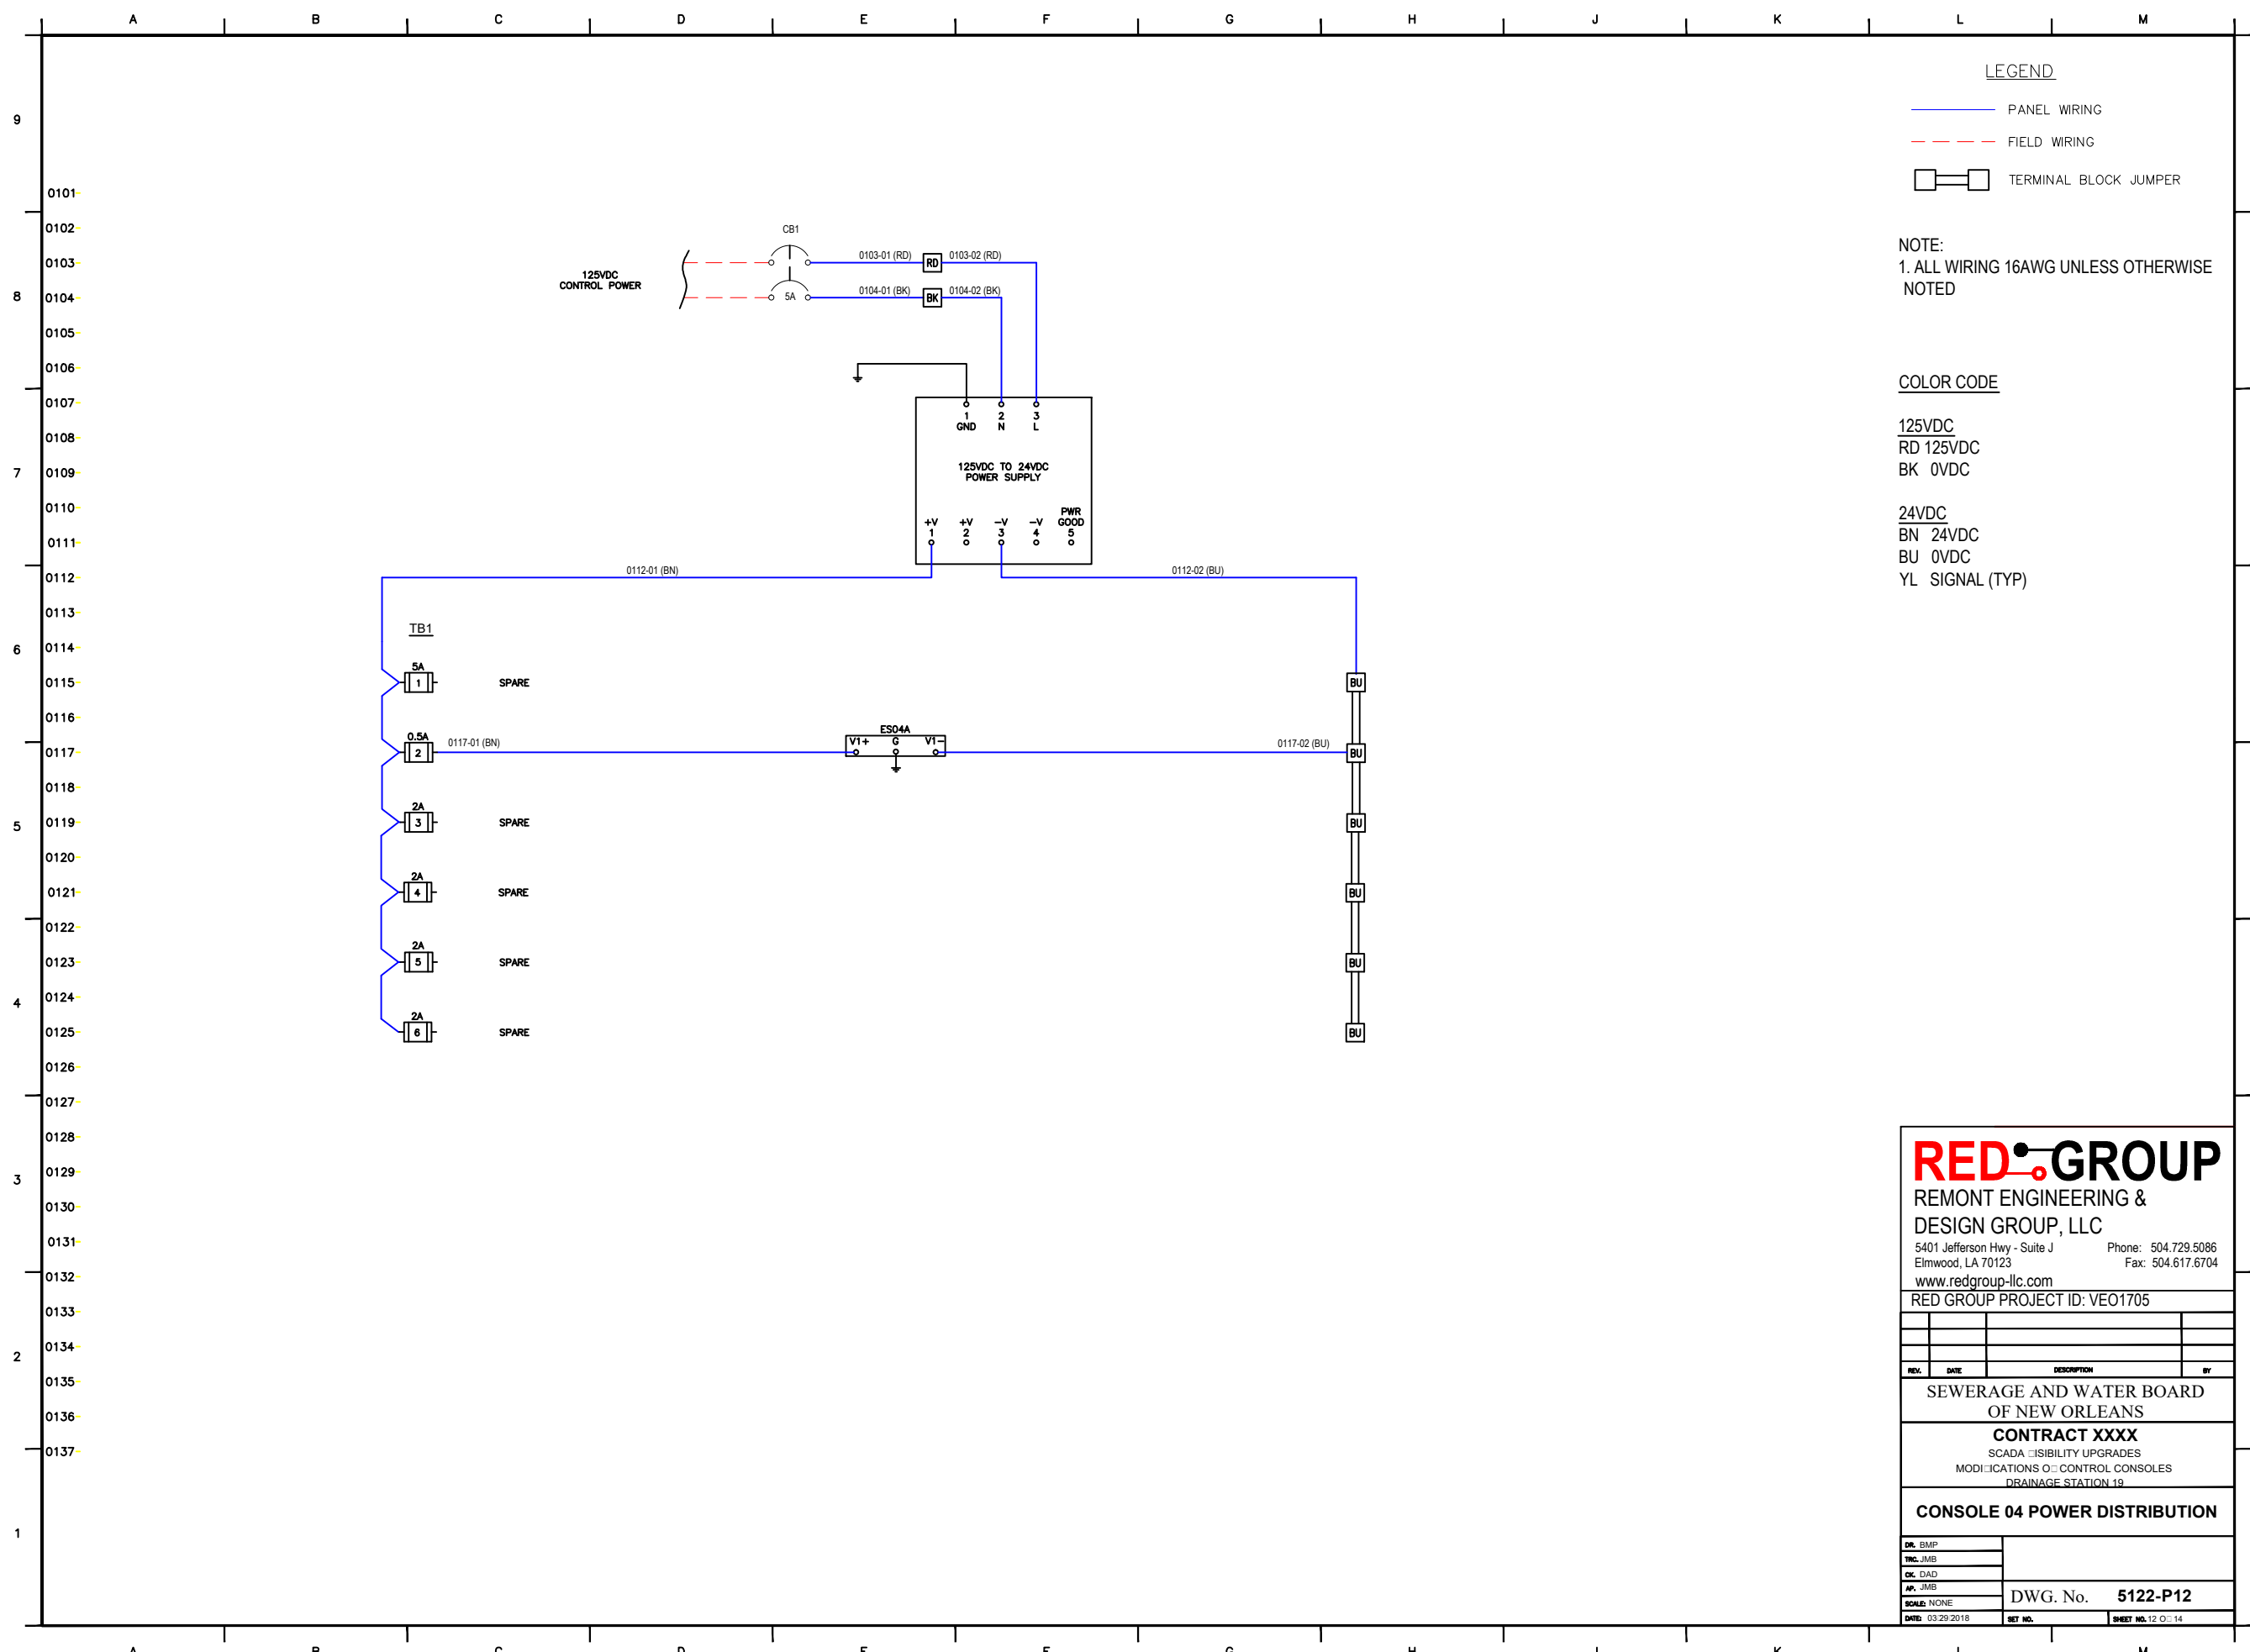 A B C D E F G H J K L M
9
8
7
6
5
4
3
2
1
0101
0102
0103
0104
0105
0106
0107
0108
0109
0110
0111
0112
0113
0114
0115
0116
0117
0118
0119
0120
0121
0122
0123
0124
0125
0126
0127
0128
0129
0130
0131
0132
0133
0134
0135
0136
0137
125VDC
CONTROL POWER
CB1
5A
0103-01 (RD) RD 0103-02 (RD)
0104-01 (BK) BK 0104-02 (BK)
1 2 3
GND N L
125VDC TO 24VDC
POWER SUPPLY
PWR
+V +V -V -V GOOD
1 2 3 4 5
0112-01 (BN) 0112-02 (BU)
TB1
5A
1 SPARE BU
0.5A
2 0117-01 (BN)
ES04A
V1+ G V1-
0117-02 (BU) BU
2A
3 SPARE BU
2A
4 SPARE BU
2A
5 SPARE BU
2A
6 SPARE BU
LEGEND
PANEL WIRING
FIELD WIRING
TERMINAL BLOCK JUMPER
NOTE:
1. ALL WIRING 16AWG UNLESS OTHERWISE
NOTED
COLOR CODE
125VDC
RD 125VDC
BK 0VDC
24VDC
BN 24VDC
BU 0VDC
YL SIGNAL (TYP)
RED GROUP
REMONT ENGINEERING &
DESIGN GROUP, LLC
5401 Jefferson Hwy - Suite J Phone: 504.729.5086
Elmwood, LA 70123 Fax: 504.617.6704
www.redgroup-llc.com
RED GROUP PROJECT ID: VEO1705
REV. DATE DESCRIPTION BY
SEWERAGE AND WATER BOARD
OF NEW ORLEANS
CONTRACT XXXX
SCADA □ISIBILITY UPGRADES
MODI□ICATIONS O□ CONTROL CONSOLES
DRAINAGE STATION 19
CONSOLE 04 POWER DISTRIBUTION
DR. BMP
TRC. JMB
CK. DAD
AP. JMB
SCALE: NONE
DWG. No. 5122-P12
DATE: 03 29 2018 SET NO. SHEET NO. 12 O□ 14
A B C D E F G H J K L M